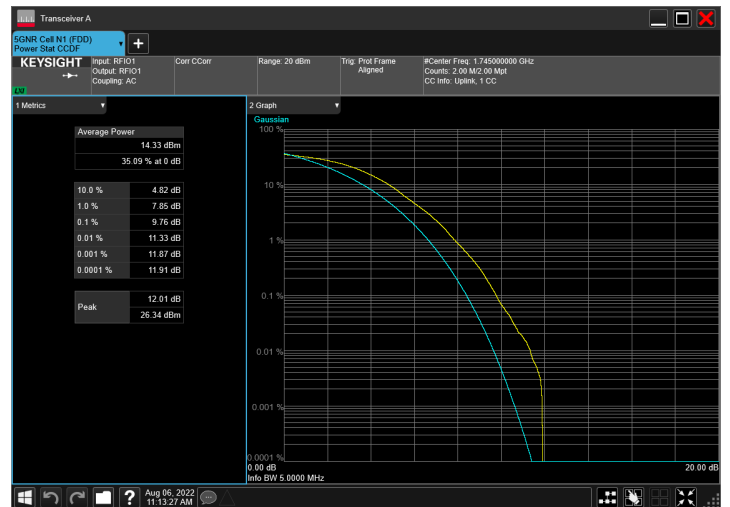 Transceiver A
5GNR Cell N1 (FDD)
Power Stat CCDF
KEYSIGHT
LXI
Input: RFIO1
Output: RFIO1
Coupling: AC
Corr CCorr
Range: 20 dBm
Trig: Prot Frame
Aligned
#Center Freq: 1.745000000 GHz
Counts: 2.00 M/2.00 Mpt
CC Info: Uplink, 1 CC
1 Metrics
Average Power
14.33 dBm
35.09 % at 0 dB
10.0 % 4.82 dB
1.0 % 7.85 dB
0.1 % 9.76 dB
0.01 % 11.33 dB
0.001 % 11.87 dB
0.0001 % 11.91 dB
Peak
12.01 dB
26.34 dBm
2 Graph
Gaussian
100 %
10 %
1 %
0.1 %
0.01 %
0.001 %
0.0001 %
0.00 dB
20.00 dB
Info BW 5.0000 MHz
?
Aug 06, 2022
11:13:27 AM